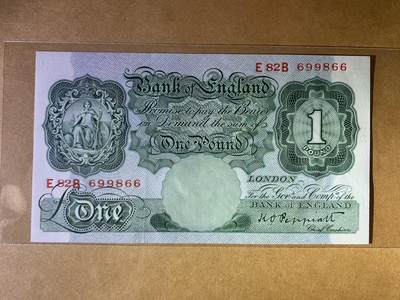 E 82B 699866
Bank of England
Promise to pay the Bearer
on Demand the sum of
One Pound
1
POUND
LONDON
E 82B 699866
For the Gov.r and Comp.a of the
BANK OF ENGLAND
£ONE
K O Peppiatt
Chief Cashier